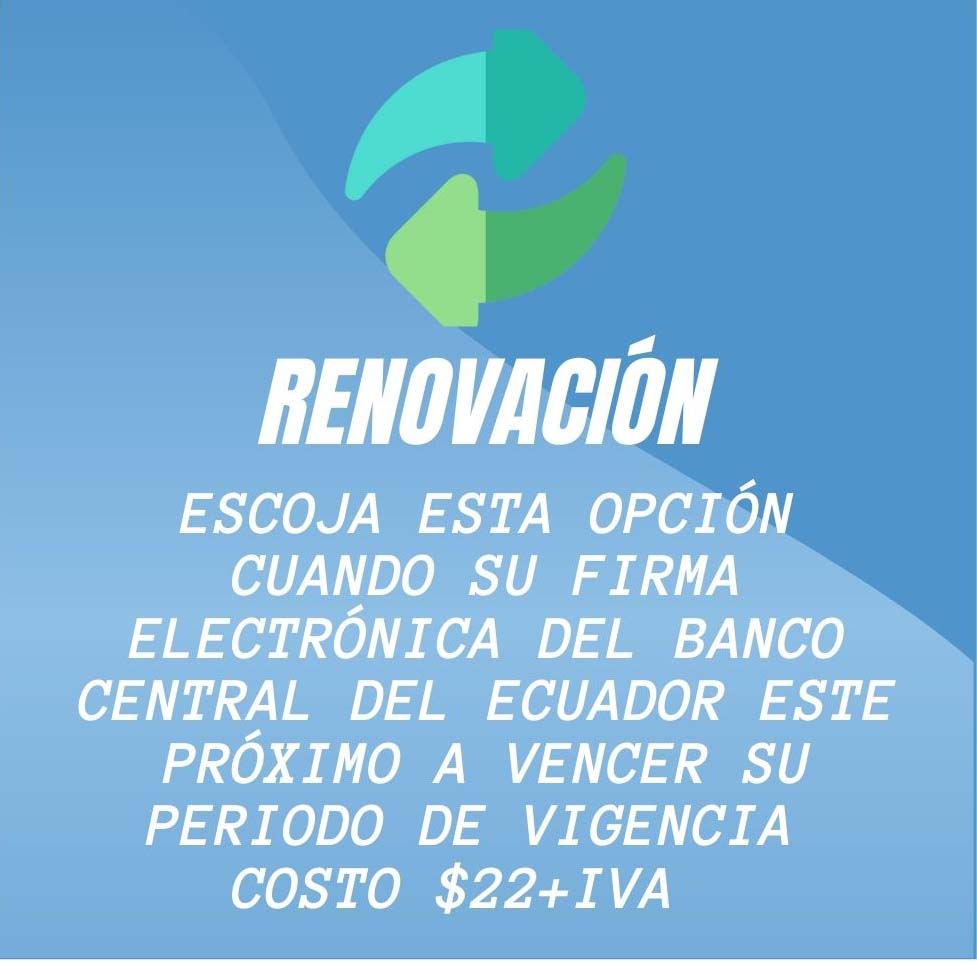 RENOVACIÓN
ESCOJA ESTA OPCIÓN
CUANDO SU FIRMA
ELECTRÓNICA DEL BANCO
CENTRAL DEL ECUADOR ESTE
PRÓXIMO A VENCER SU
PERIODO DE VIGENCIA
COSTO $22+IVA